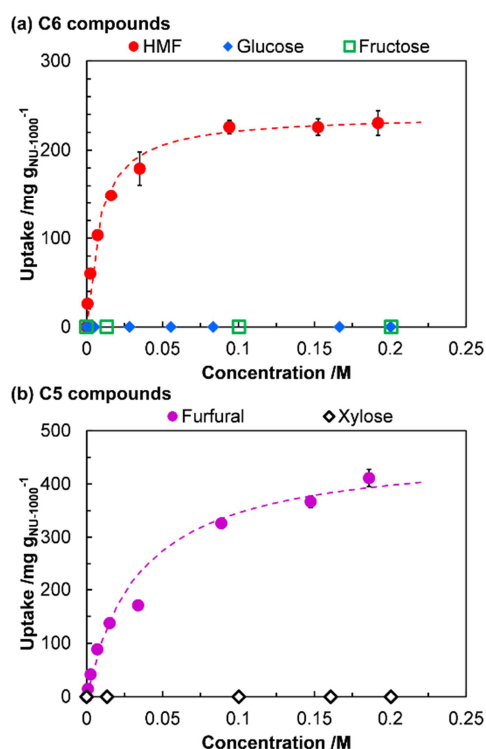 (a) C6 compounds
HMF Glucose Fructose
300
200
100
0
0 0.05 0.1 0.15 0.2 0.25
Uptake /mg g_NU-1000^-1
Concentration /M
(b) C5 compounds
Furfural Xylose
500
400
300
200
100
0
0 0.05 0.1 0.15 0.2 0.25
Uptake /mg g_NU-1000^-1
Concentration /M